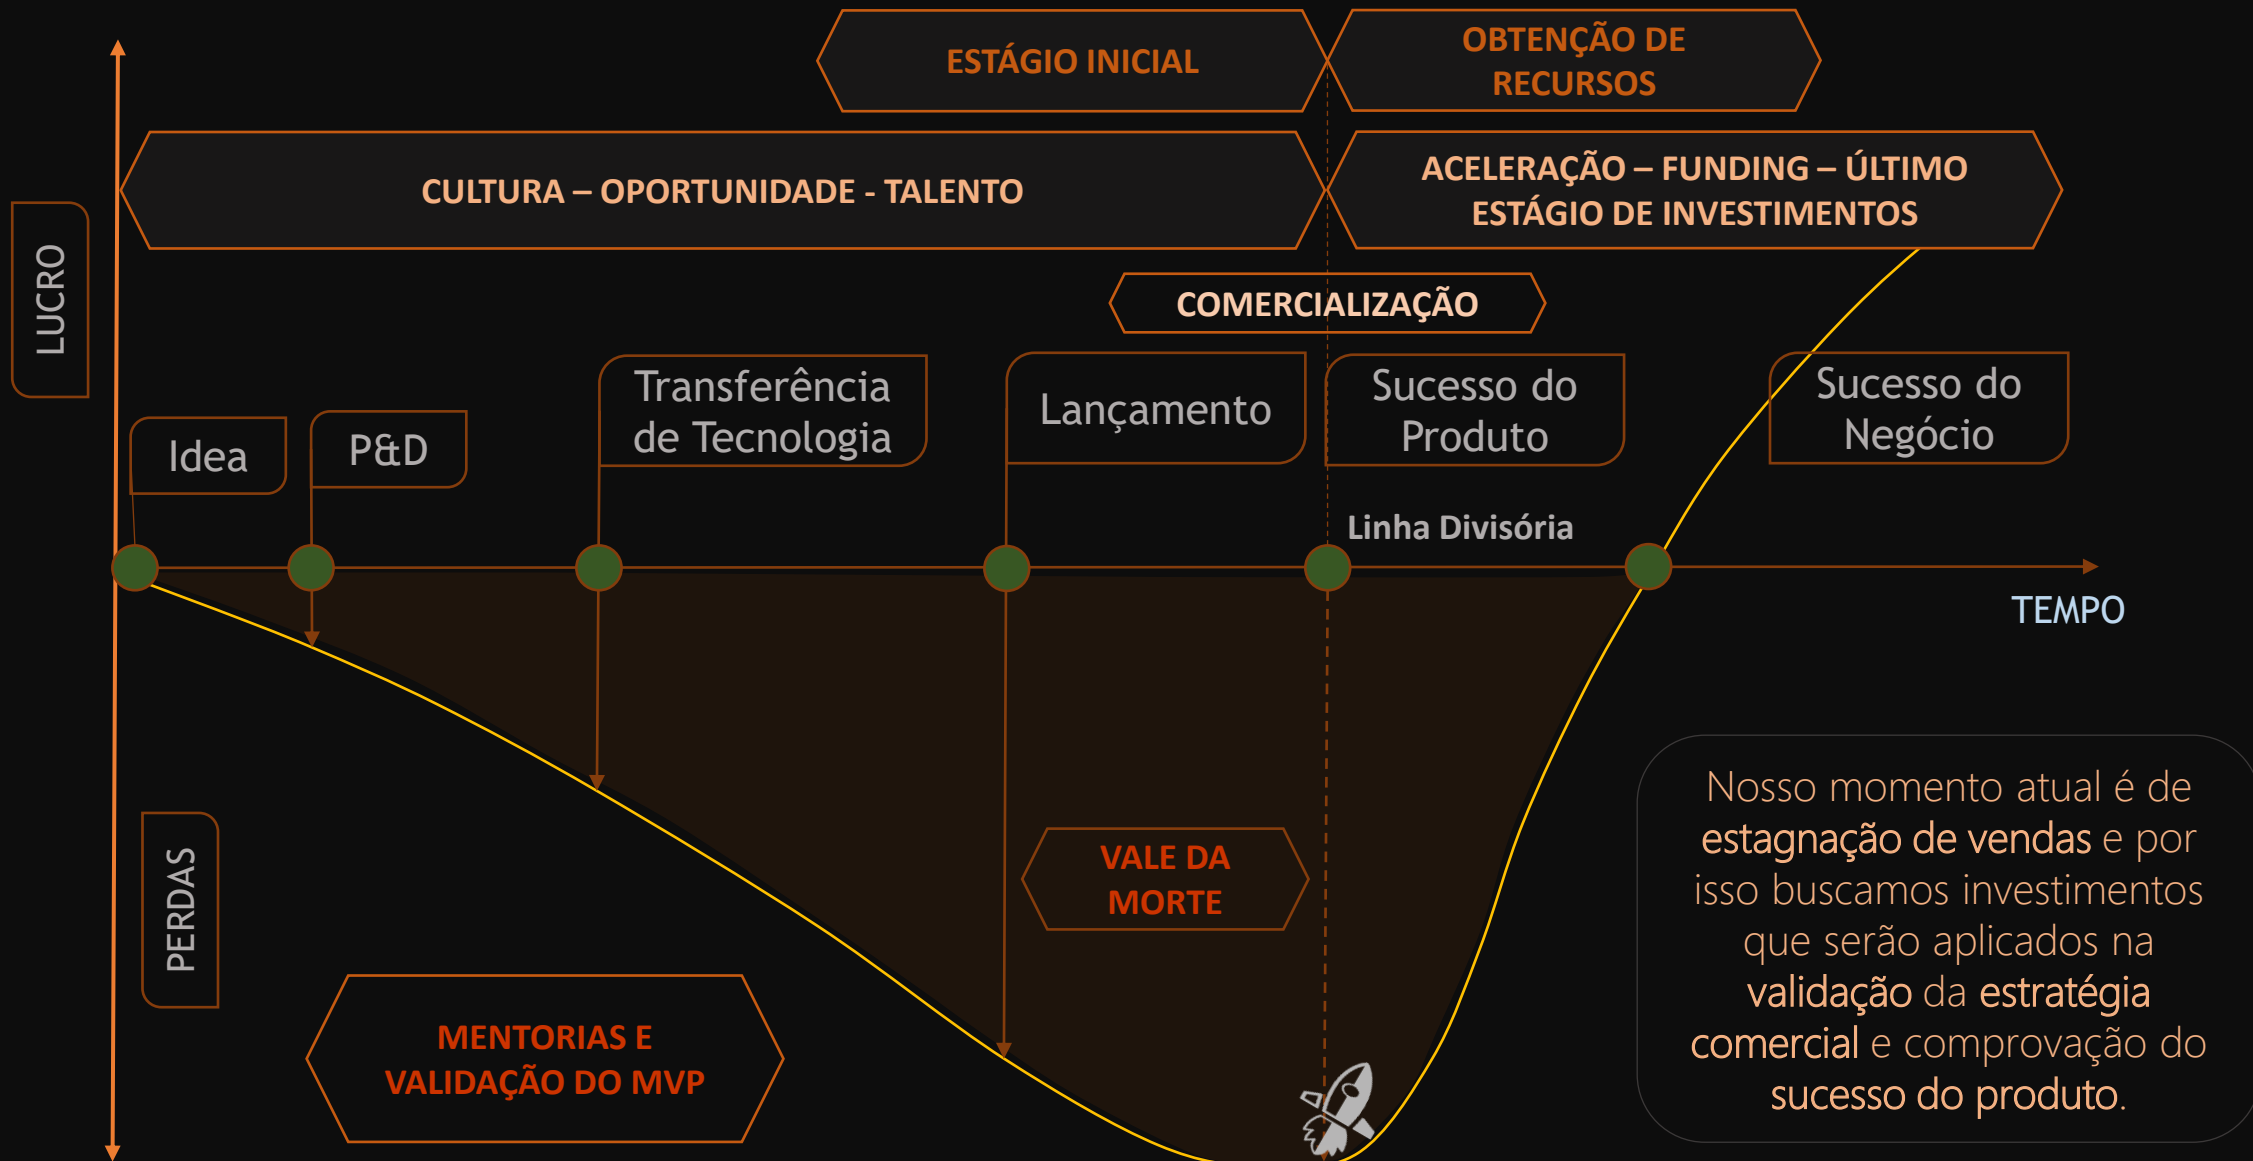 ESTÁGIO INICIAL
OBTENÇÃO DE
RECURSOS
CULTURA – OPORTUNIDADE - TALENTO
ACELERAÇÃO – FUNDING – ÚLTIMO
ESTÁGIO DE INVESTIMENTOS
LUCRO
COMERCIALIZAÇÃO
Idea
P&D
Transferência
de Tecnologia
Lançamento
Sucesso do
Produto
Sucesso do
Negócio
Linha Divisória
TEMPO
PERDAS
VALE DA
MORTE
MENTORIAS E
VALIDAÇÃO DO MVP
Nosso momento atual é de
estagnação de vendas e por
isso buscamos investimentos
que serão aplicados na
validação da estratégia
comercial e comprovação do
sucesso do produto.